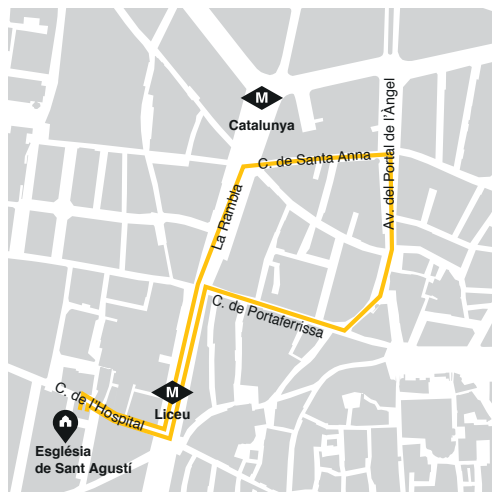 M
Catalunya
C. de Santa Anna
Av. del Portal de l'Àngel
La Rambla
C. de Portaferrissa
M
Liceu
C. de l'Hospital
Església
de Sant Agustí